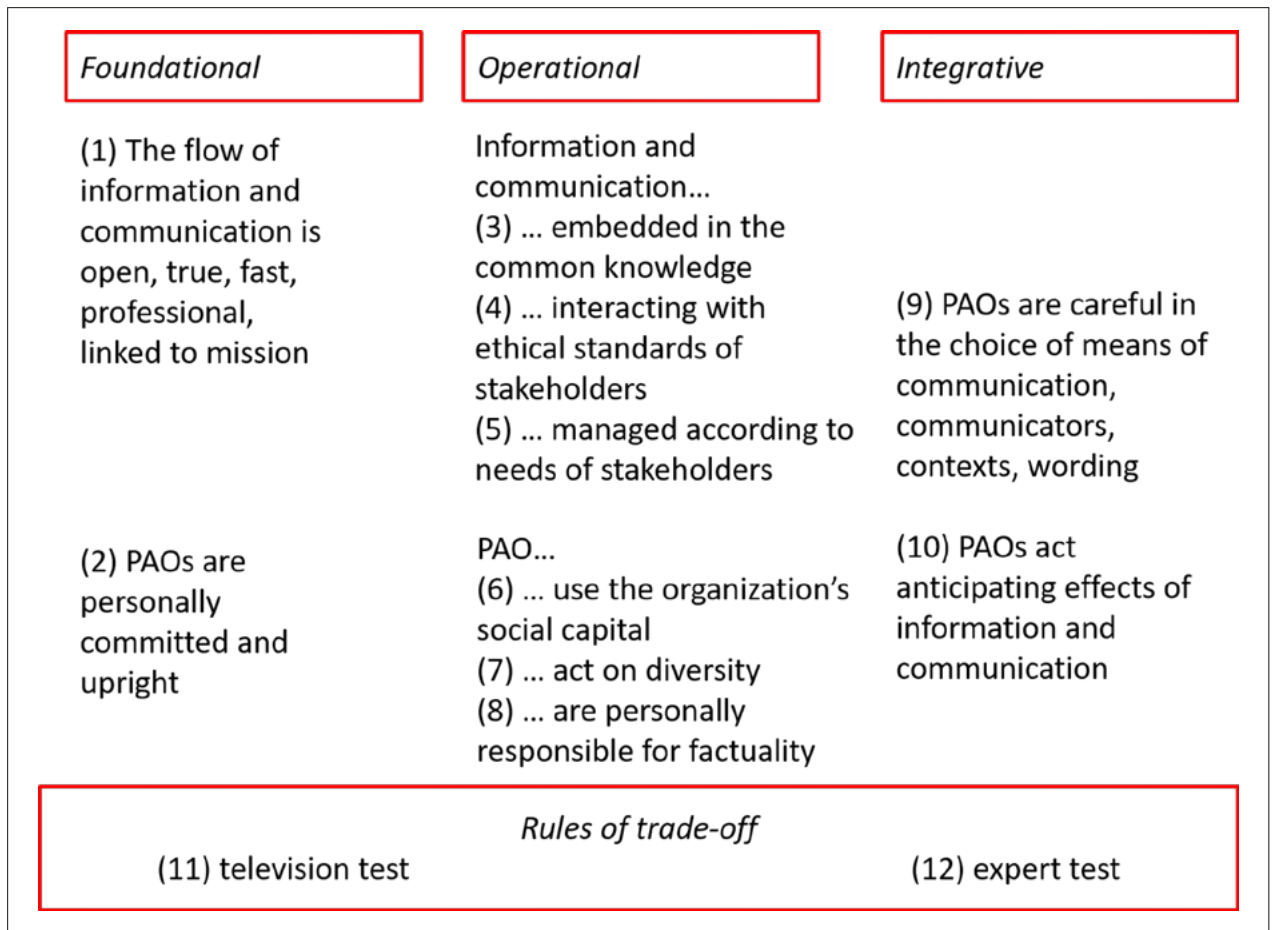 Foundational
(1) The flow of
information and
communication is
open, true, fast,
professional,
linked to mission
(2) PAOs are
personally
committed and
upright
Operational
Information and
communication…
(3) … embedded in the
common knowledge
(4) … interacting with
ethical standards of
stakeholders
(5) … managed according to
needs of stakeholders
PAO…
(6) … use the organization’s
social capital
(7) … act on diversity
(8) … are personally
responsible for factuality
Integrative
(9) PAOs are careful in
the choice of means of
communication,
communicators,
contexts, wording
(10) PAOs act
anticipating effects of
information and
communication
Rules of trade-off
(11) television test
(12) expert test